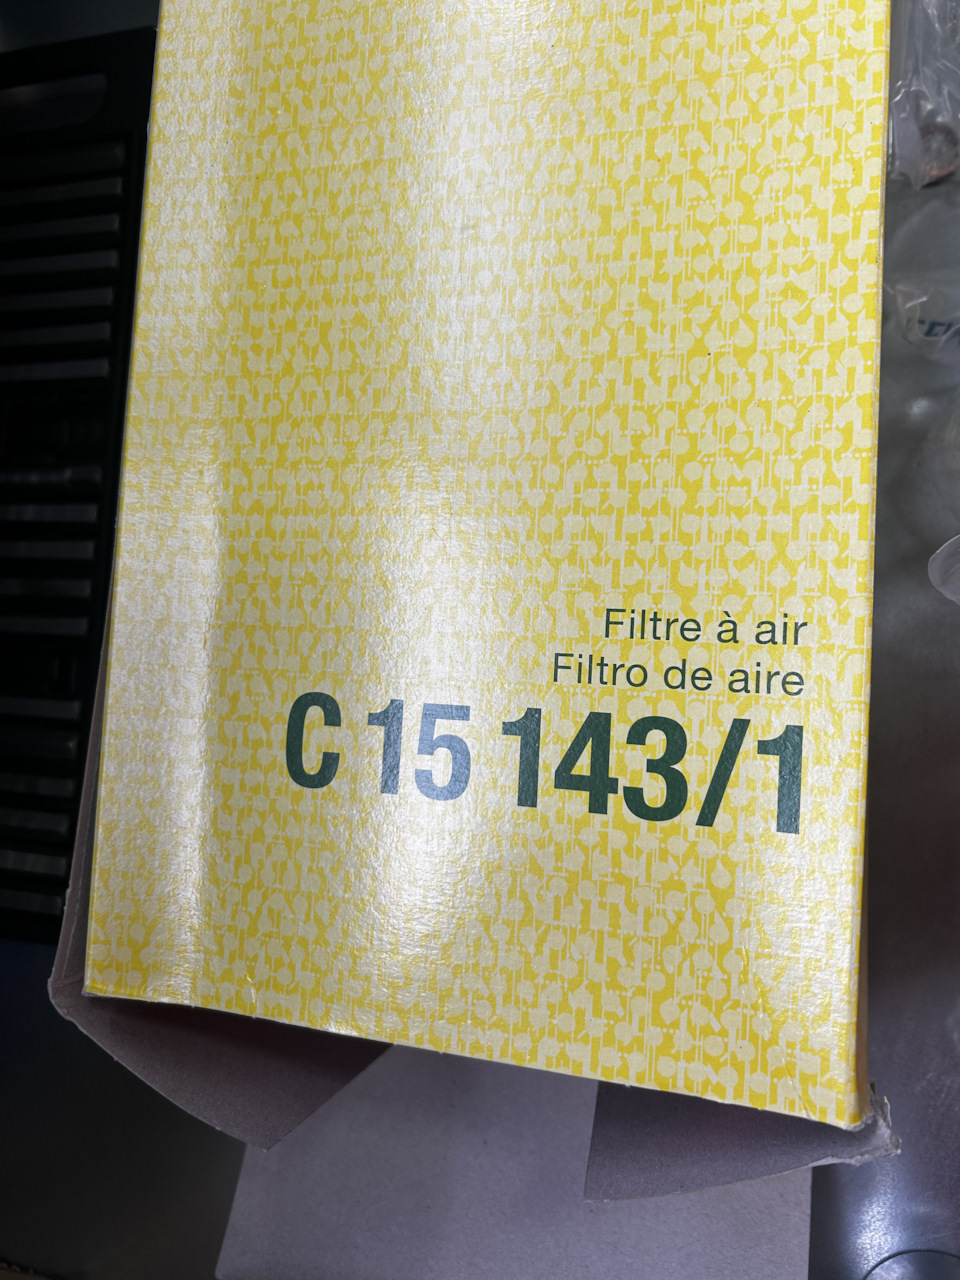 Filtre à air
Filtro de aire
C 15 143/1